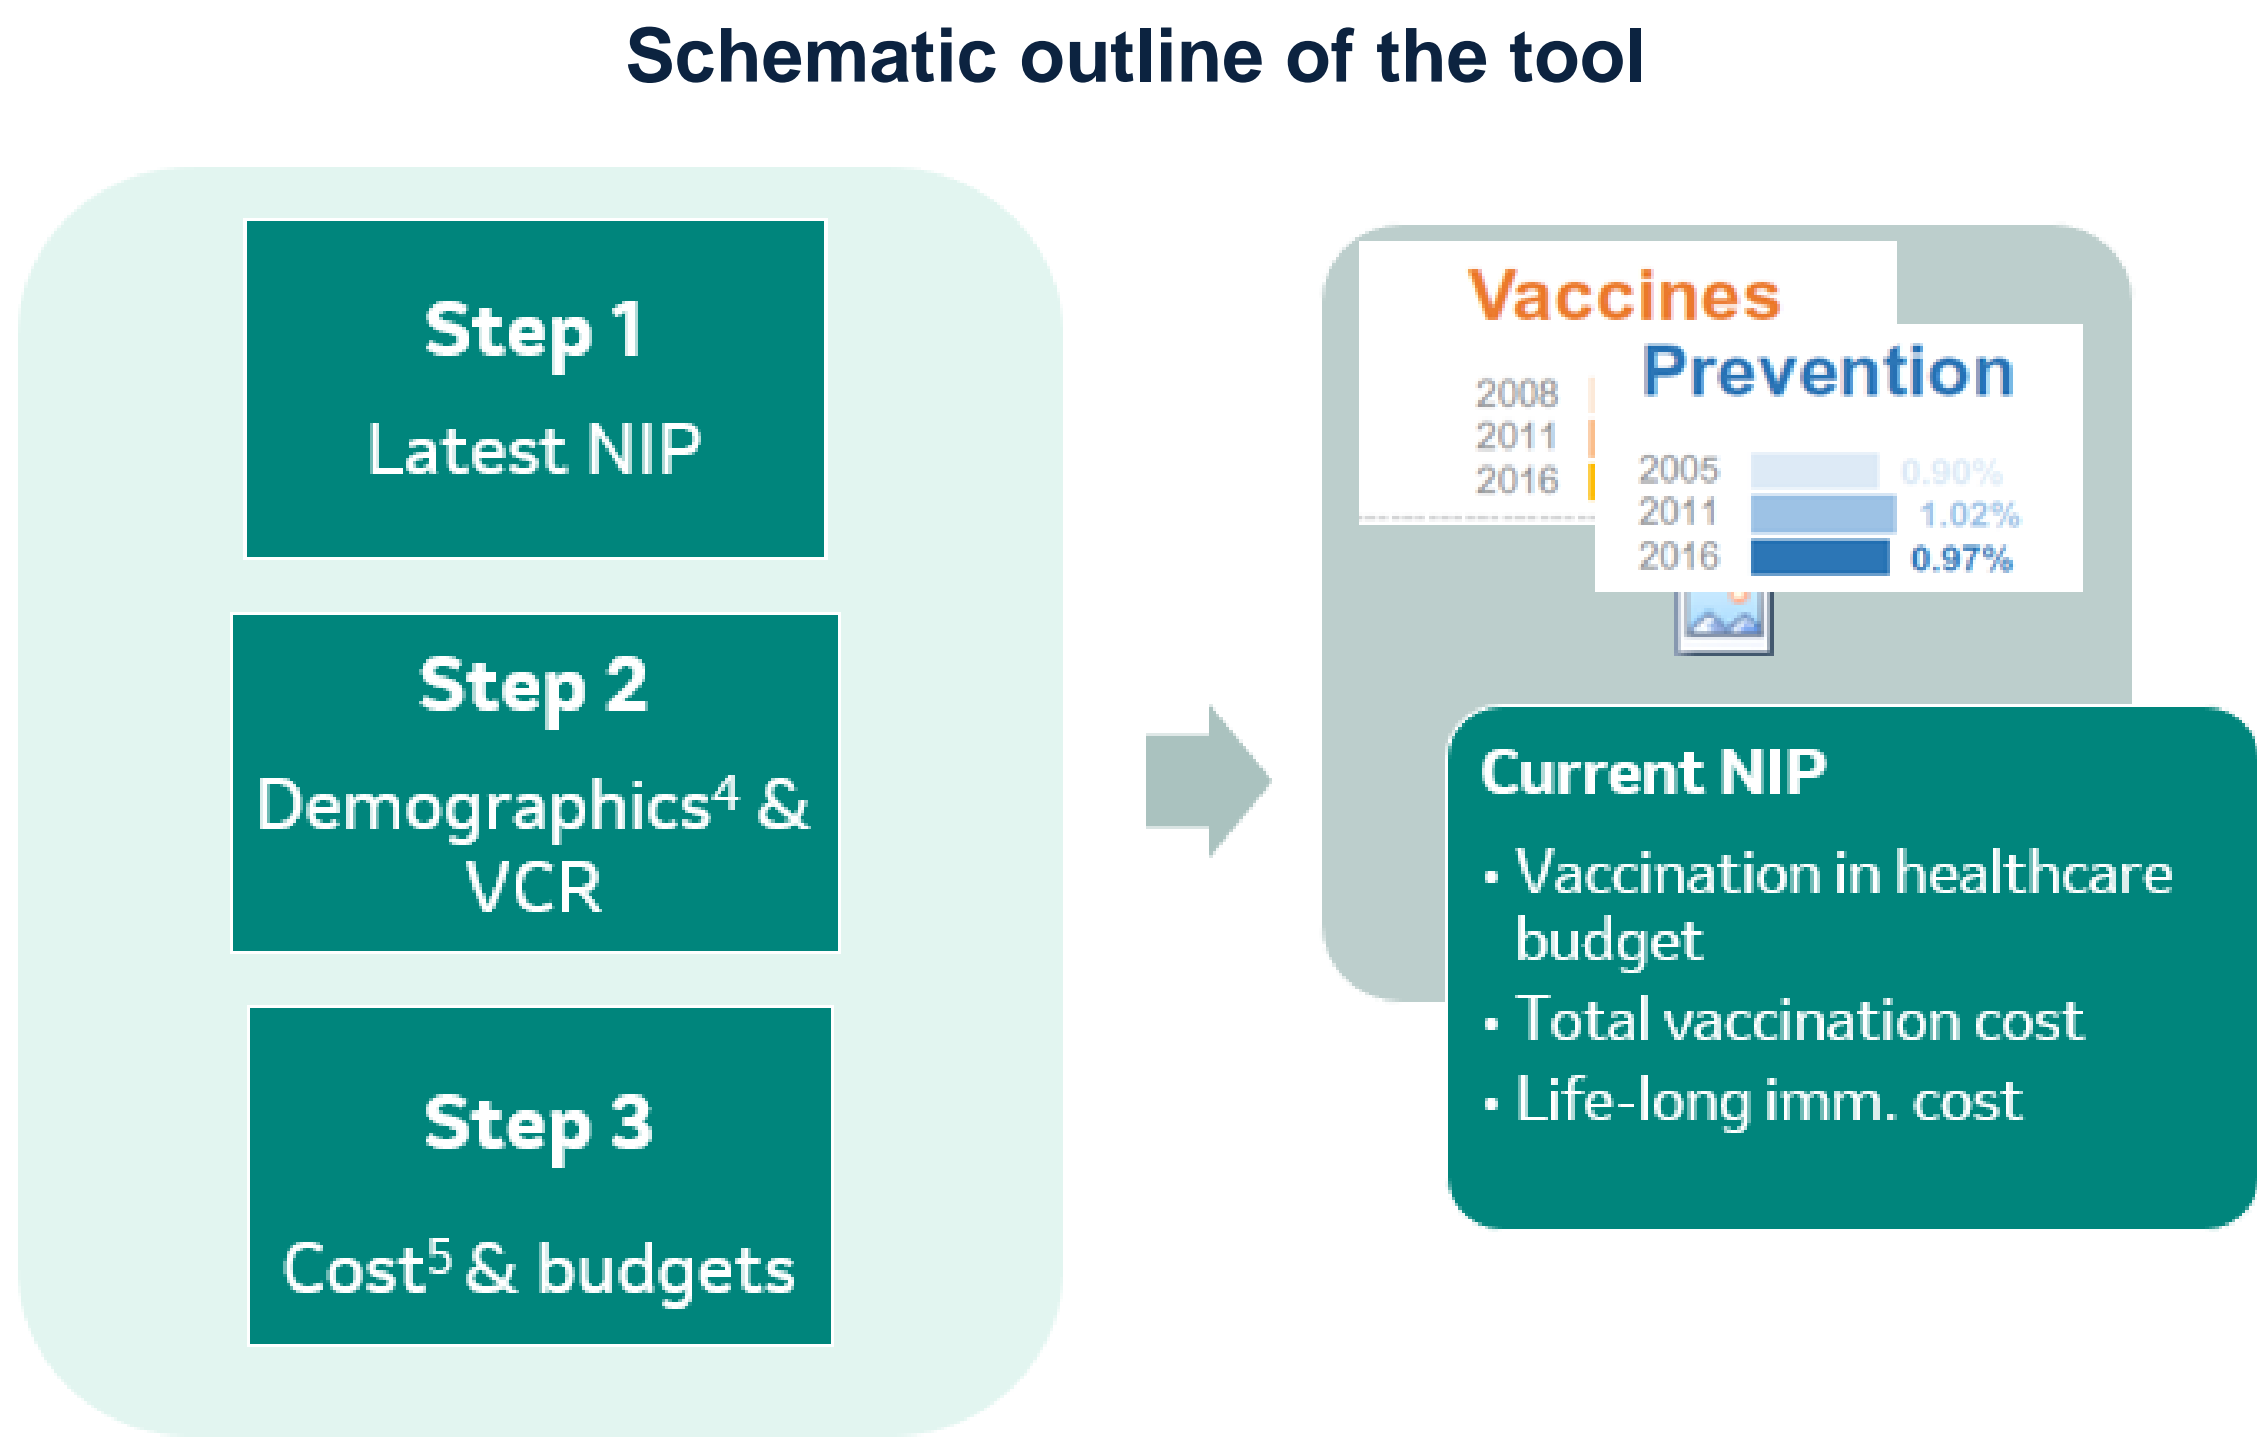 Schematic outline of the tool
Step 1
Latest NIP
Step 2
Demographics⁴ &
VCR
Step 3
Cost⁵ & budgets
Vaccines
2008
2011
2016
Prevention
2005 0.90%
2011 1.02%
2016 0.97%
Current NIP
• Vaccination in healthcare
budget
• Total vaccination cost
• Life-long imm. cost